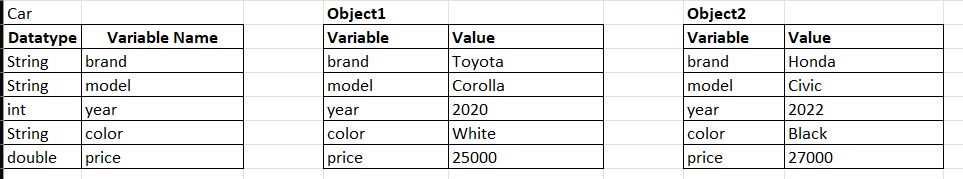 Car Object1 Object2
Datatype Variable Name Variable Value Variable Value
String brand brand Toyota brand Honda
String model model Corolla model Civic
int year year 2020 year 2022
String color color White color Black
double price price 25000 price 27000